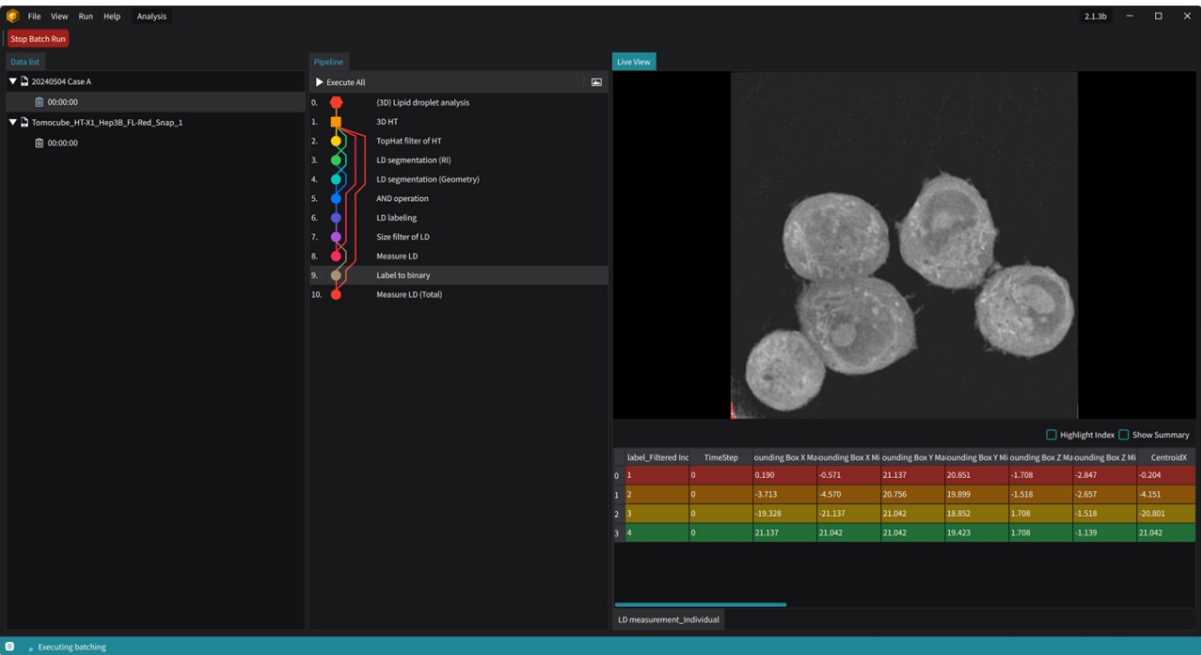 File View Run Help Analysis 2.1.3b
Stop Batch Run
Data list
20240504 Case A
00:00:00
Tomocube_HT-X1_Hep3B_FL-Red_Snap_1
00:00:00
Pipeline
Execute All
0. (3D) Lipid droplet analysis
1. 3D HT
2. TopHat filter of HT
3. LD segmentation (RI)
4. LD segmentation (Geometry)
5. AND operation
6. LD labeling
7. Size filter of LD
8. Measure LD
9. Label to binary
10. Measure LD (Total)
Live View
Highlight Index Show Summary
label_Filtered Inc TimeStep ounding Box X Ma ounding Box X Mi ounding Box Y Ma ounding Box Y Mi ounding Box Z Ma ounding Box Z Mi CentroidX
0 1 0 0.190 -0.571 21.137 20.851 -1.708 -2.847 -0.204
1 2 0 -3.713 -4.570 20.756 19.899 -1.518 -2.657 -4.151
2 3 0 -19.328 -21.137 21.042 18.852 1.708 -1.518 -20.801
3 4 0 21.137 21.042 21.042 19.423 1.708 -1.139 21.042
LD measurement_Individual
Executing batching